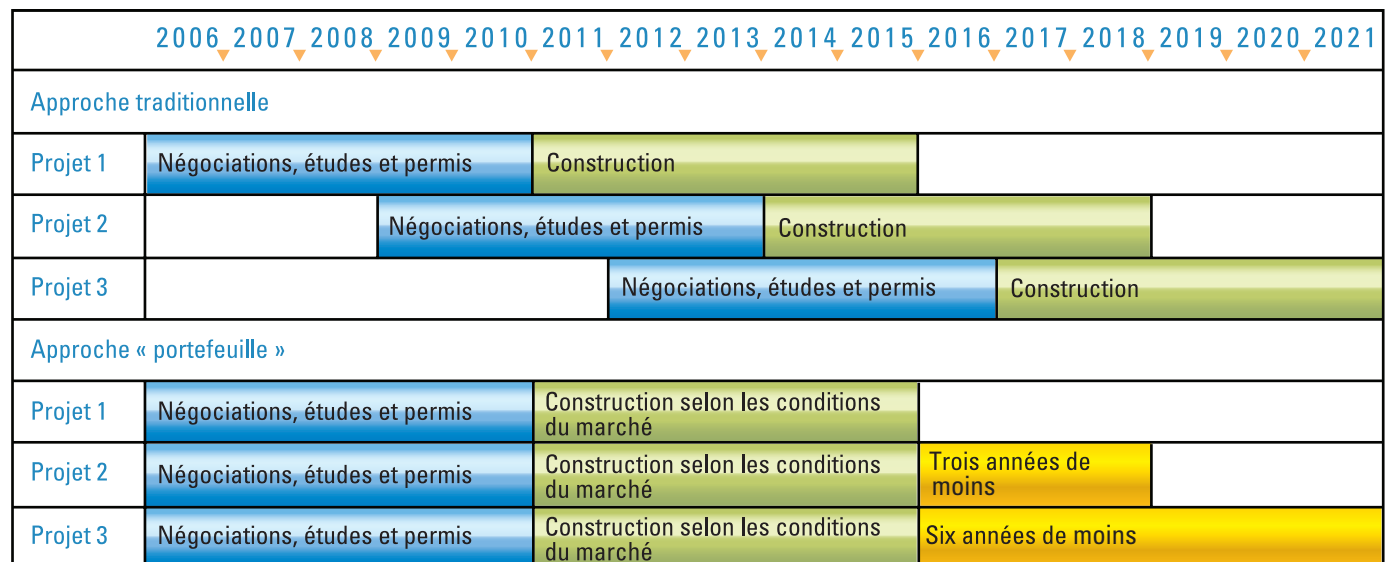 2006 2007 2008 2009 2010 2011 2012 2013 2014 2015 2016 2017 2018 2019 2020 2021
Approche traditionnelle
Projet 1 Négociations, études et permis Construction
Projet 2 Négociations, études et permis Construction
Projet 3 Négociations, études et permis Construction
Approche « portefeuille »
Projet 1 Négociations, études et permis Construction selon les conditions
du marché
Projet 2 Négociations, études et permis Construction selon les conditions
du marché
Trois années de
moins
Projet 3 Négociations, études et permis Construction selon les conditions
du marché
Six années de moins